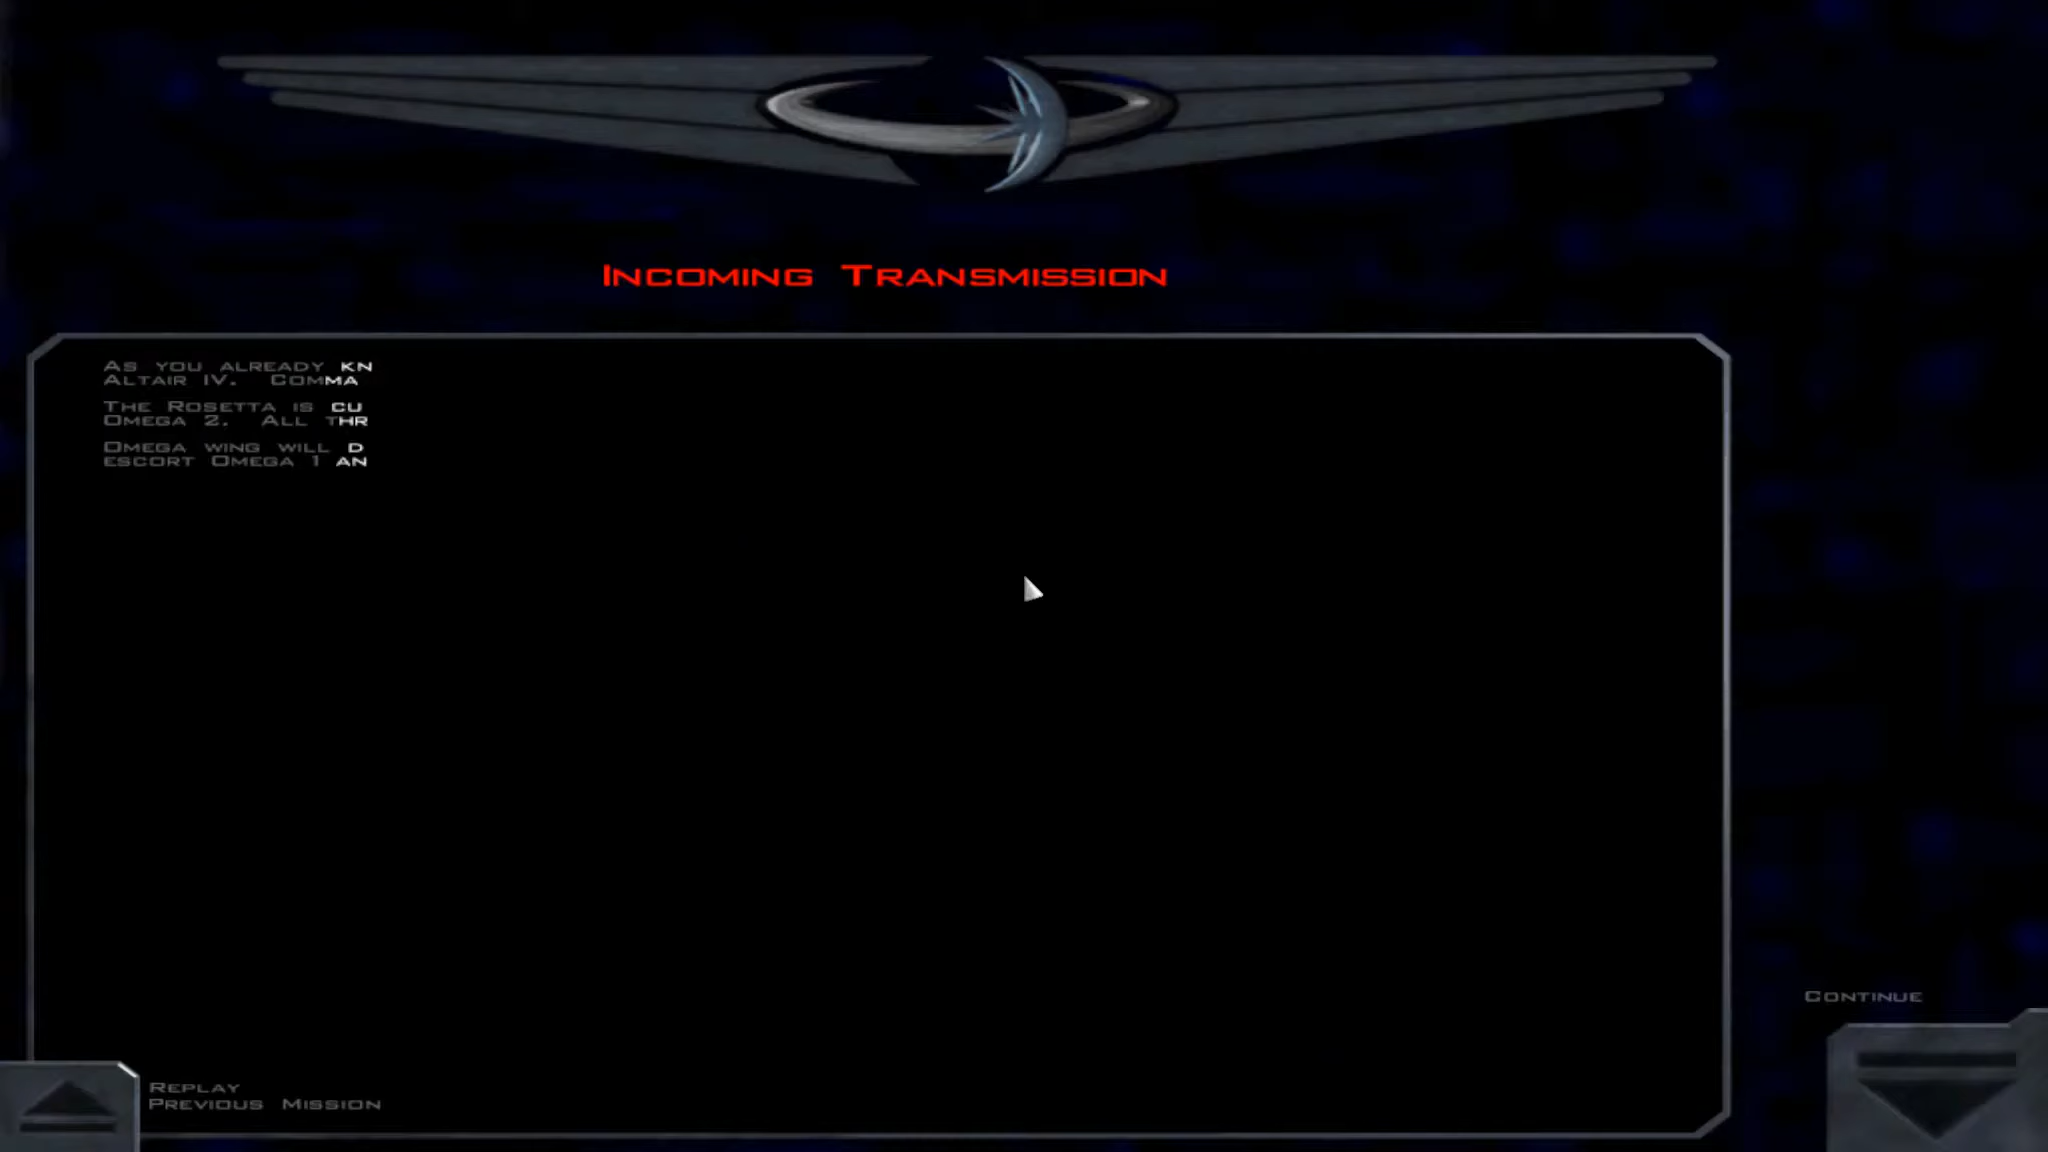 Incoming Transmission
As you already kn
Altair IV. Comma
The Rosetta is cu
Omega 2. All thr
Omega wing will d
escort Omega 1 an
Continue
Replay
Previous Mission